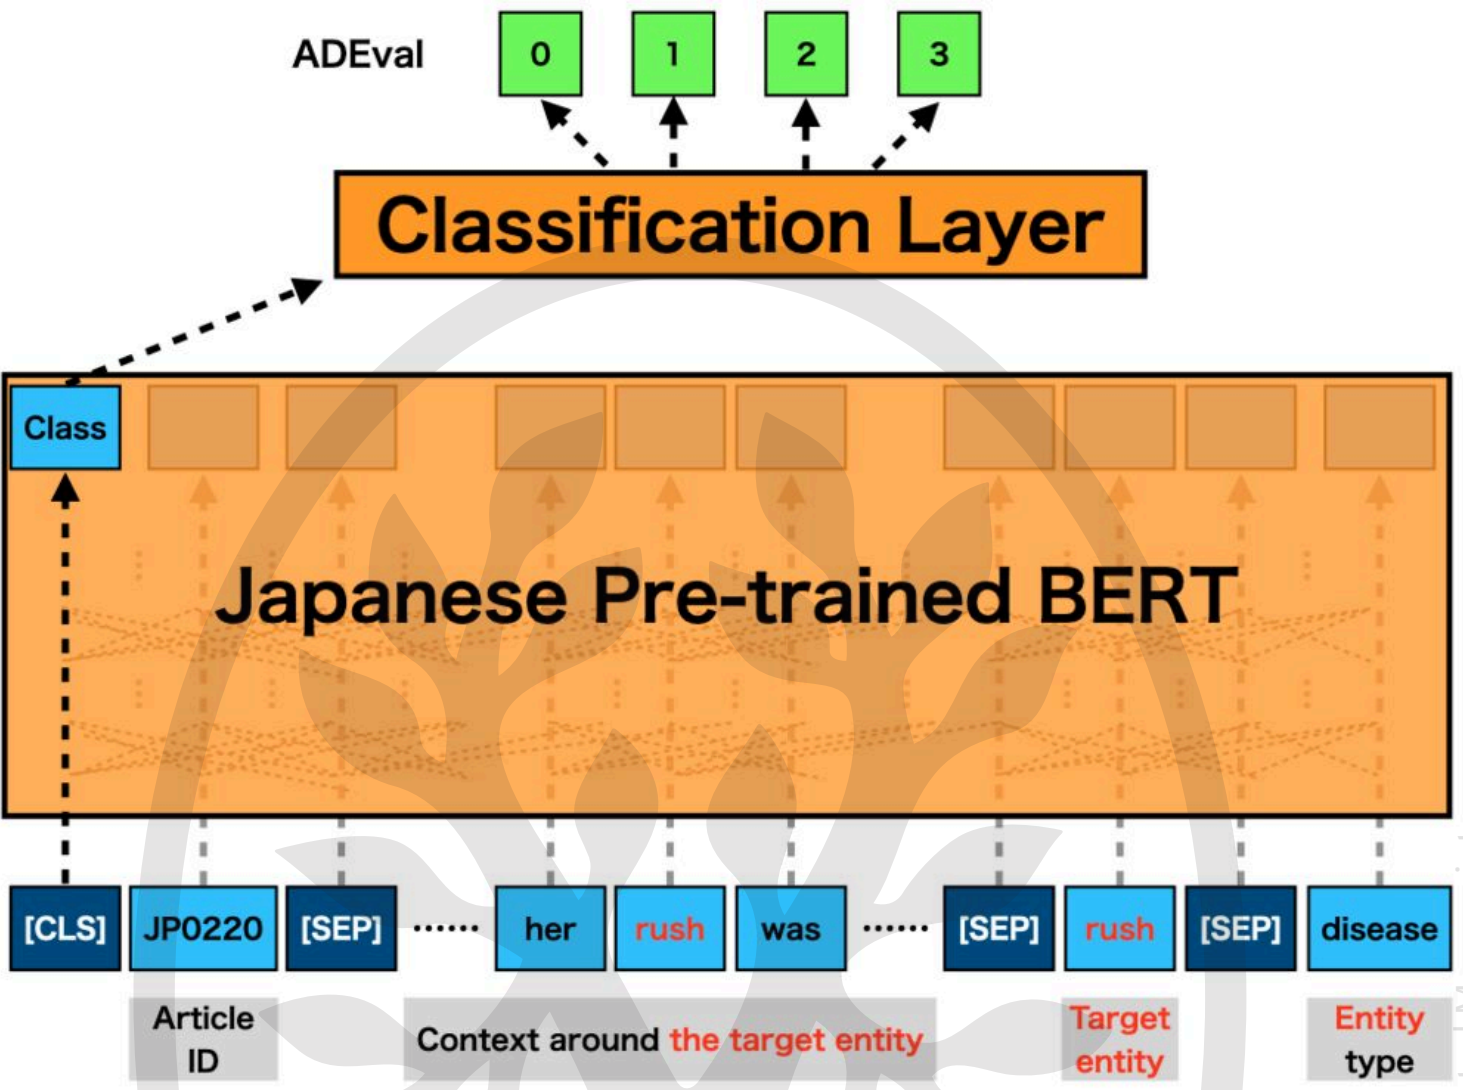 ADEval 0 1 2 3
Classification Layer
Class
Japanese Pre-trained BERT
[CLS] JP0220 [SEP] ...... her rush was ...... [SEP] rush [SEP] disease
Article
ID
Context around the target entity
Target
entity
Entity
type